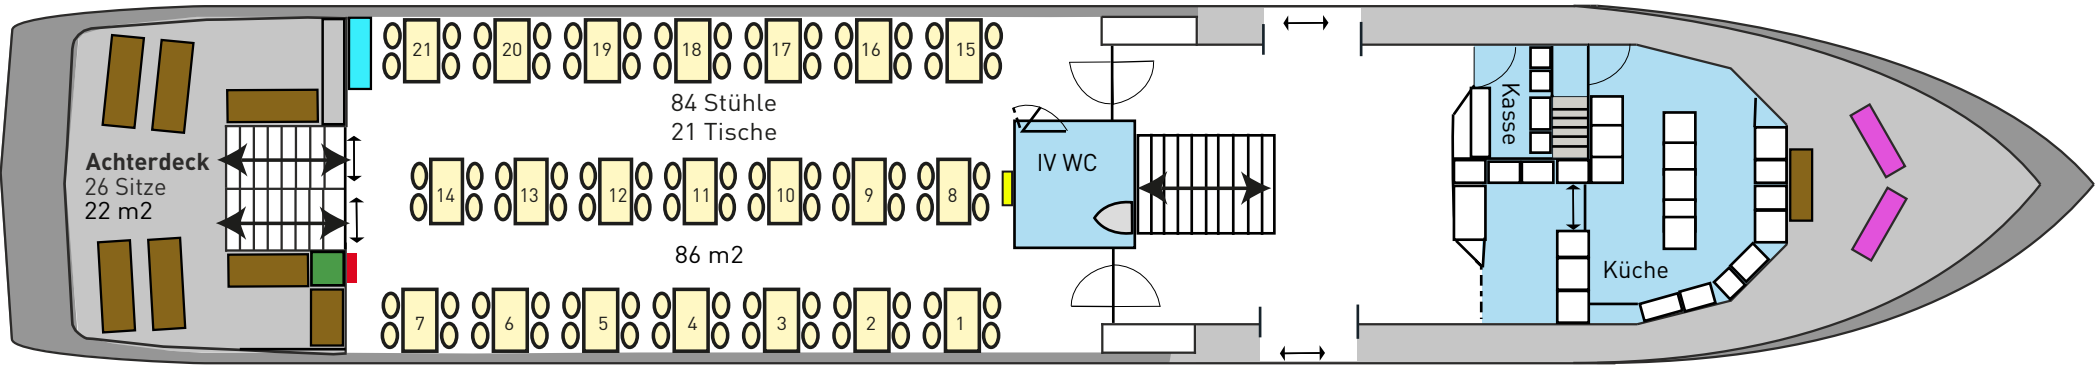 21 20 19 18 17 16 15
84 Stühle
21 Tische
Kasse
Achterdeck
26 Sitze
22 m2
IV WC
14 13 12 11 10 9 8
86 m2
Küche
7 6 5 4 3 2 1